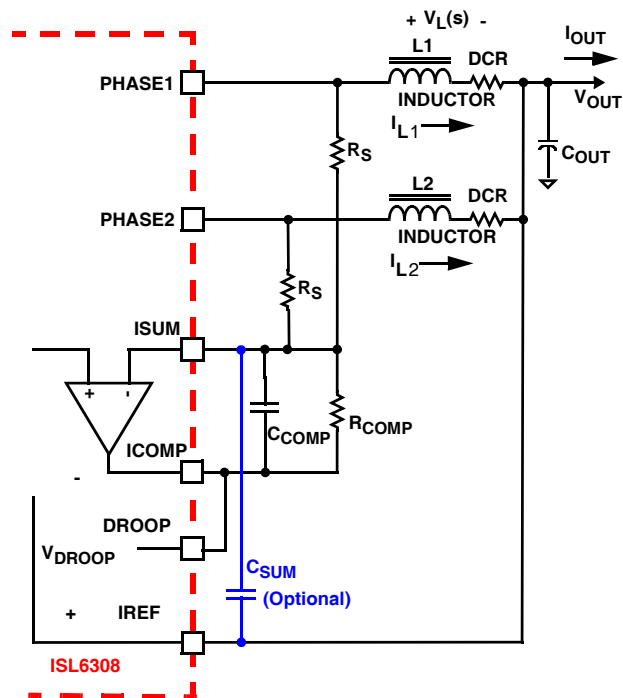 + VL(s) -
L1
DCR
IOUT
PHASE1
INDUCTOR
VOUT
IL1
COUT
RS
L2
DCR
PHASE2
INDUCTOR
IL2
RS
ISUM
+ -
CCOMP
RCOMP
ICOMP
-
DROOP
VDROOP
CSUM
(Optional)
+ IREF
ISL6308